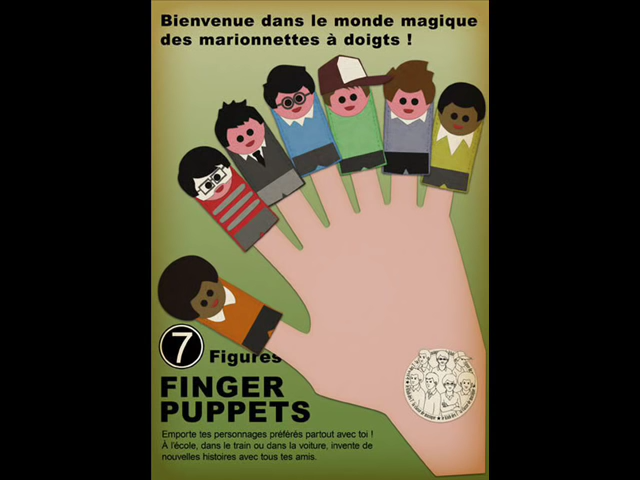 Bienvenue dans le monde magique
des marionnettes à doigts !
7 Figures
FINGER
PUPPETS
Emporte tes personnages préférés partout avec toi !
À l'école, dans le train ou dans la voiture, invente de
nouvelles histoires avec tous tes amis.